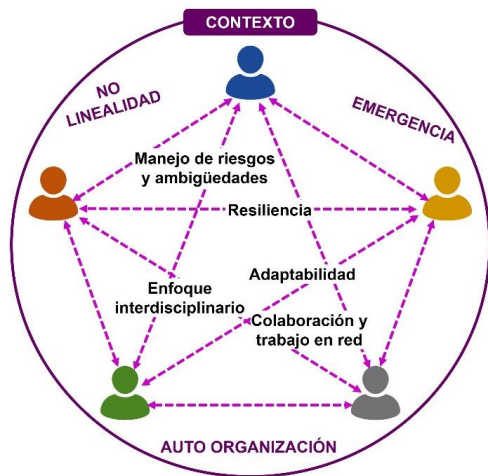 CONTEXTO
NO
LINEALIDAD
EMERGENCIA
Manejo de riesgos
y ambigüedades
Resiliencia
Adaptabilidad
Enfoque
interdisciplinario
Colaboración y
trabajo en red
AUTO ORGANIZACIÓN